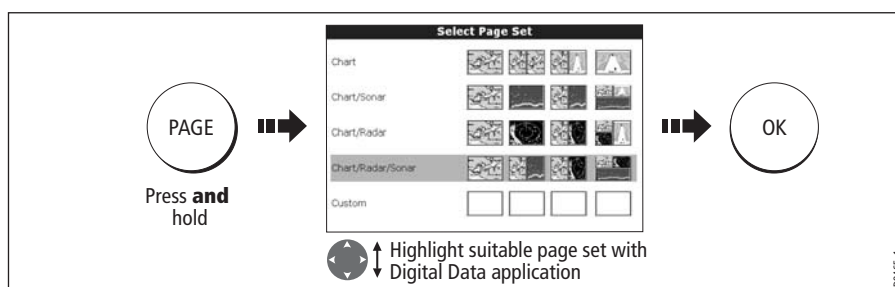 Select Page Set
Chart
Chart/Sonar
Chart/Radar
Chart/Radar/Sonar
Custom
PAGE
Press and
hold
OK
Highlight suitable page set with
Digital Data application